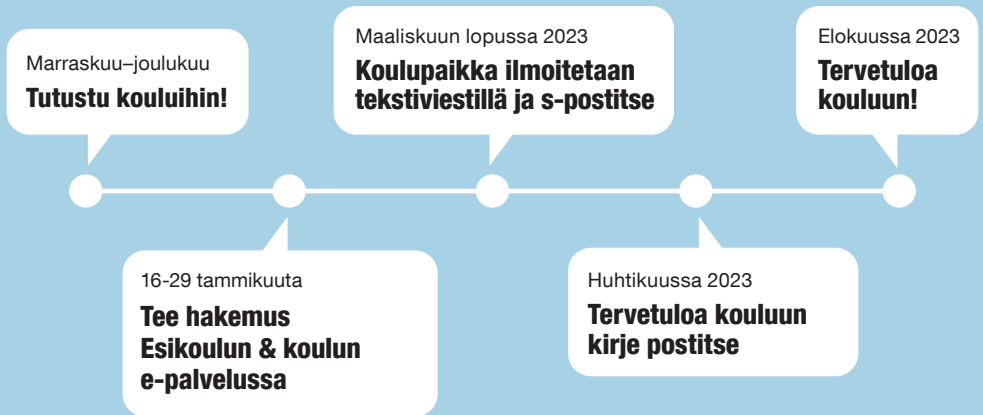 Marraskuu–joulukuu
Tutustu kouluihin!
16-29 tammikuuta
Tee hakemus
Esikoulun & koulun
e-palvelussa
Maaliskuun lopussa 2023
Koulupaikka ilmoitetaan
tekstiviestillä ja s-postitse
Huhtikuussa 2023
Tervetuloa kouluun
kirje postitse
Elokuussa 2023
Tervetuloa
kouluun!